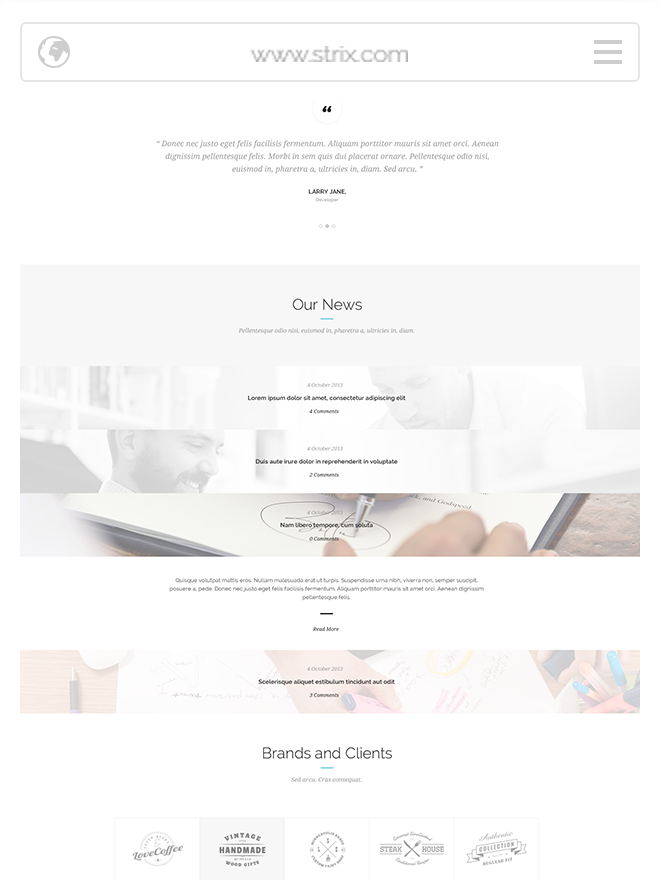 www.strix.com
“
“ Donec nec justo eget felis facilisis fermentum. Aliquam porttitor mauris sit amet orci. Aenean
dignissim pellentesque felis. Morbi in sem quis dui placerat ornare. Pellentesque odio nisi,
euismod in, pharetra a, ultricies in, diam. Sed arcu. “
LARRY JANE,
Developer
Our News
Pellentesque odio nisi, euismod in, pharetra a, ultricies in, diam.
4 October 2013
Lorem ipsum dolor sit amet, consectetur adipiscing elit
4 Comments
4 October 2013
Duis aute irure dolor in reprehenderit in voluptate
2 Comments
and Godspeed.
4 October 2013
Nam libero tempore, cum soluta
0 Comments
Quisque volutpat mattis eros. Nullam malesuada erat ut turpis. Suspendisse urna nibh, viverra non, semper suscipit,
posuere a, pede. Donec nec justo eget felis facilisis fermentum. Aliquam porttitor mauris sit amet orci. Aenean dignissim
pellentesque felis.
Read More
4 October 2013
Scelerisque aliquet estibulum tincidunt aut odit
3 Comments
Brands and Clients
Sed arcu. Cras consequat.
LoveCoffee
VINTAGE
HANDMADE
WOOD GIFTS
STEAK HOUSE
Authentic
COLLECTION